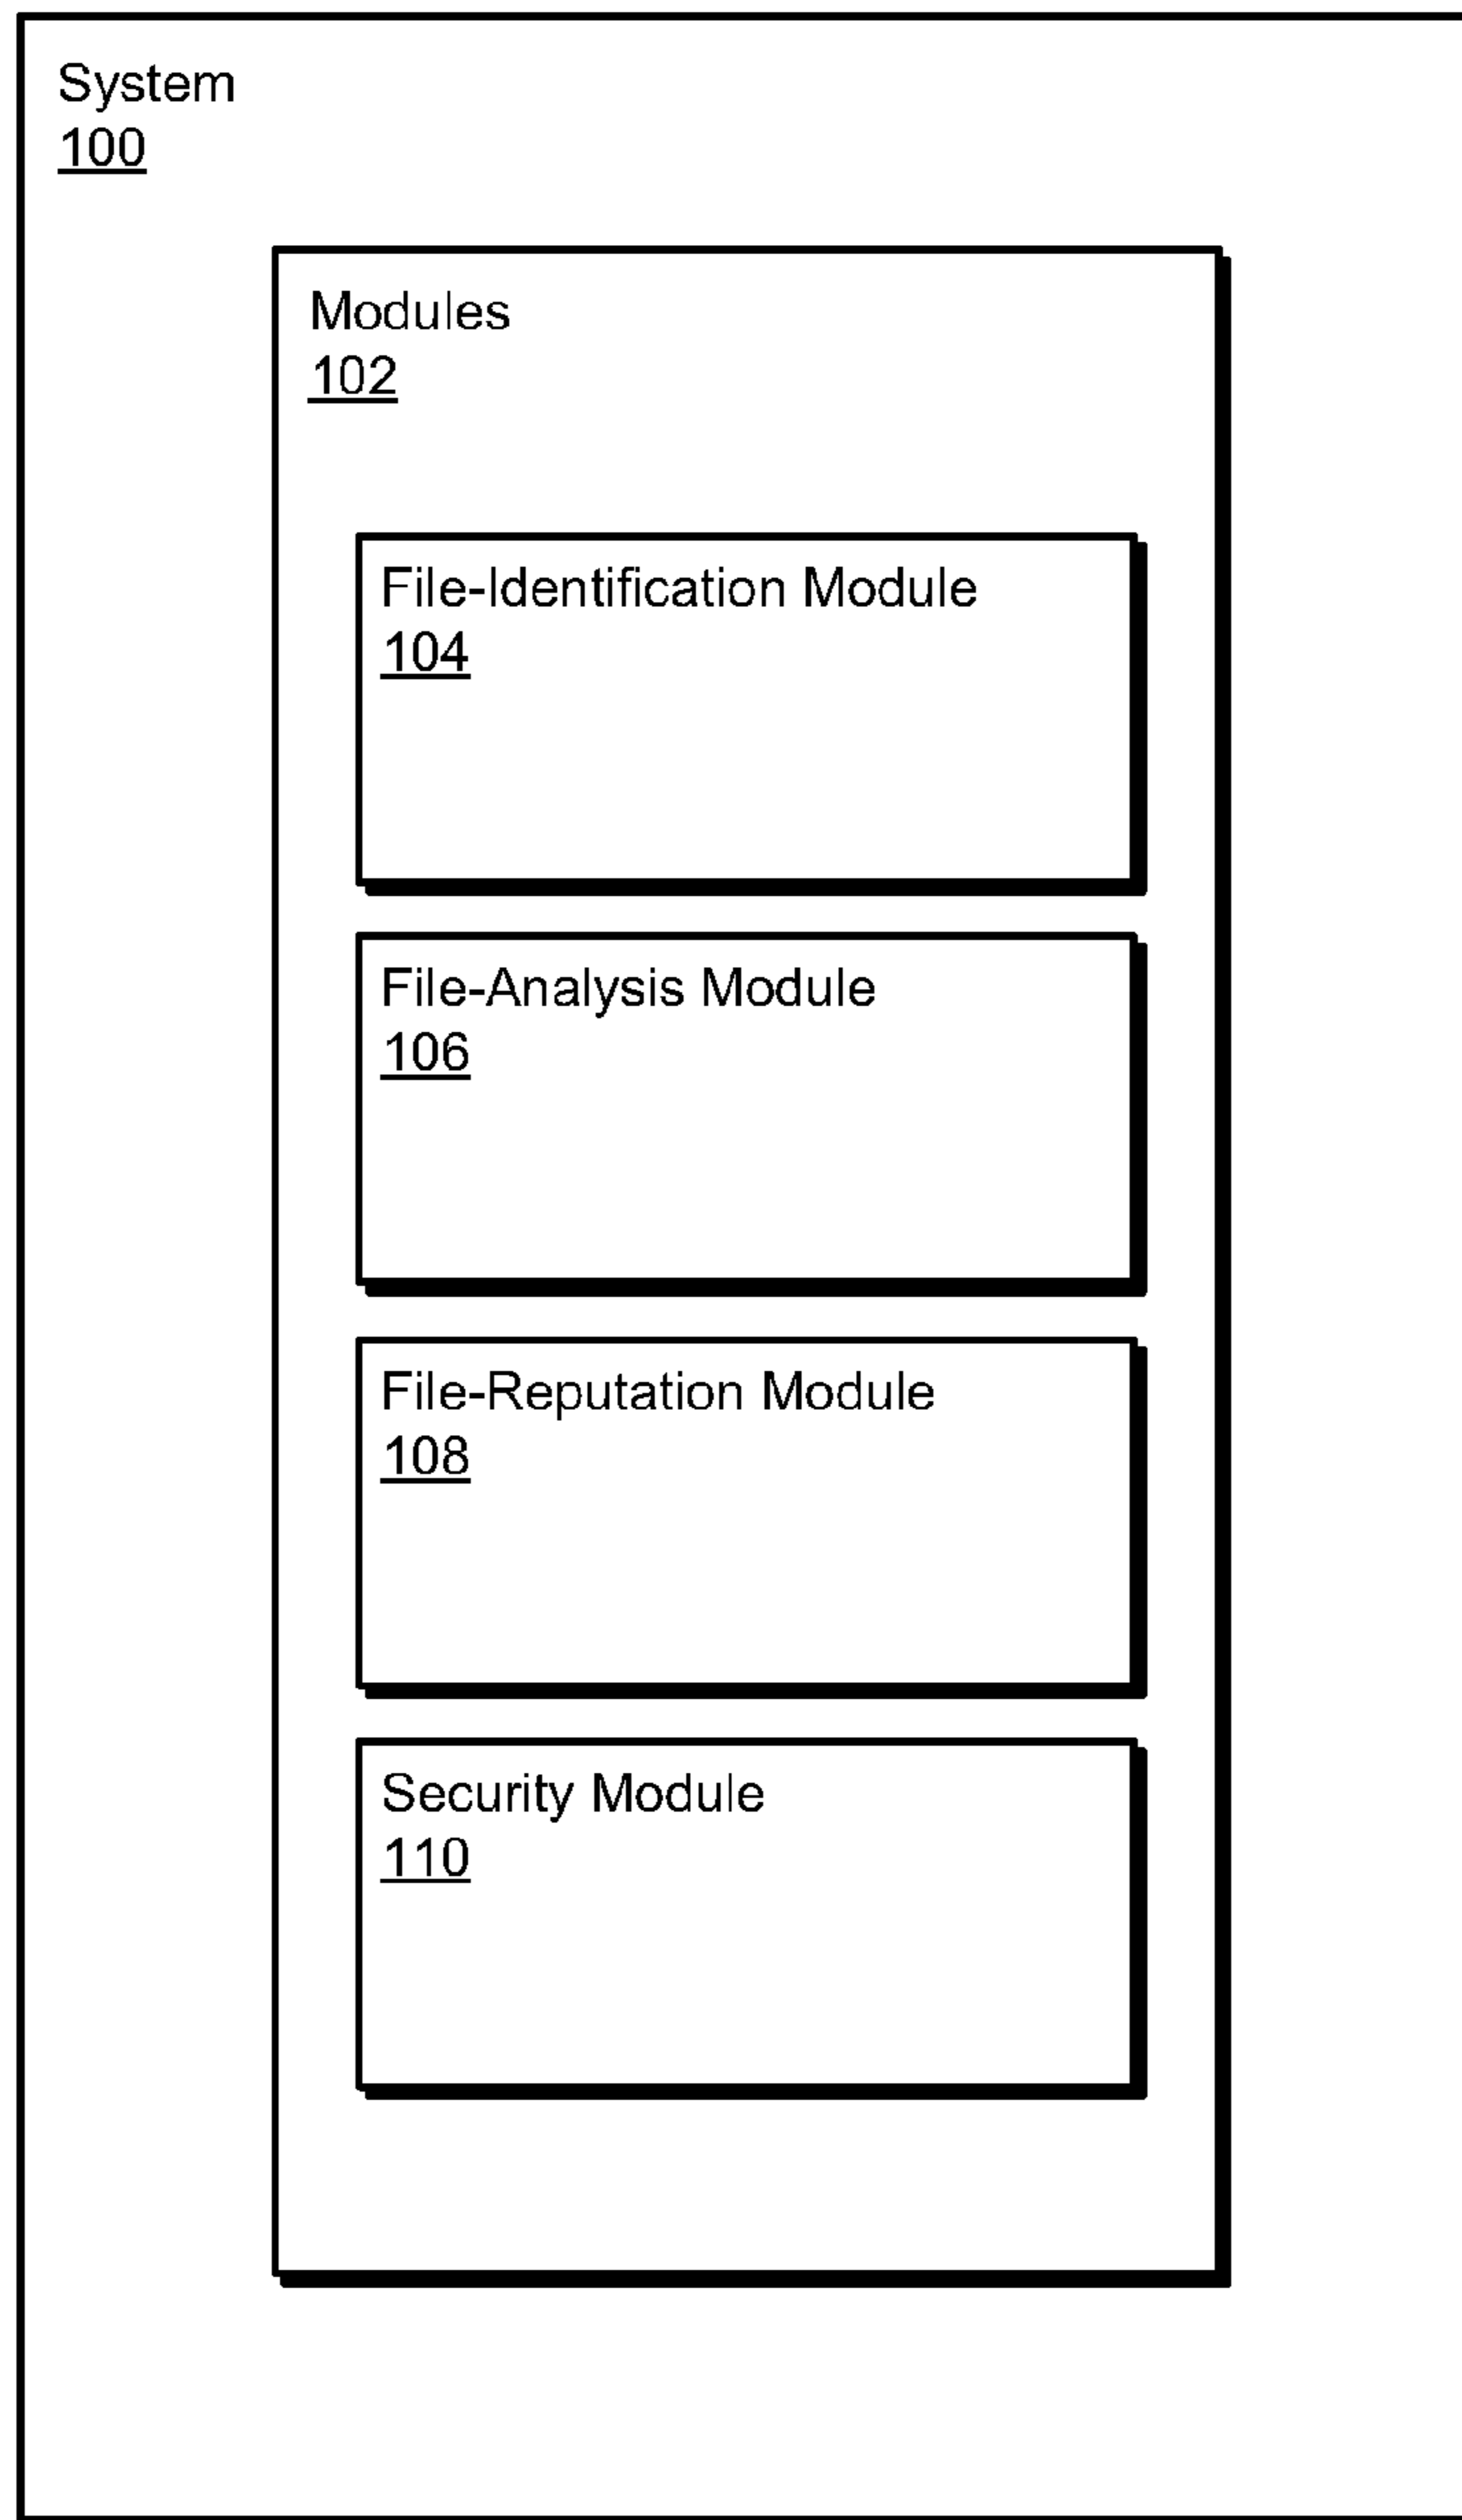 System
100
Modules
102
File-Identification Module
104
File-Analysis Module
106
File-Reputation Module
108
Security Module
110